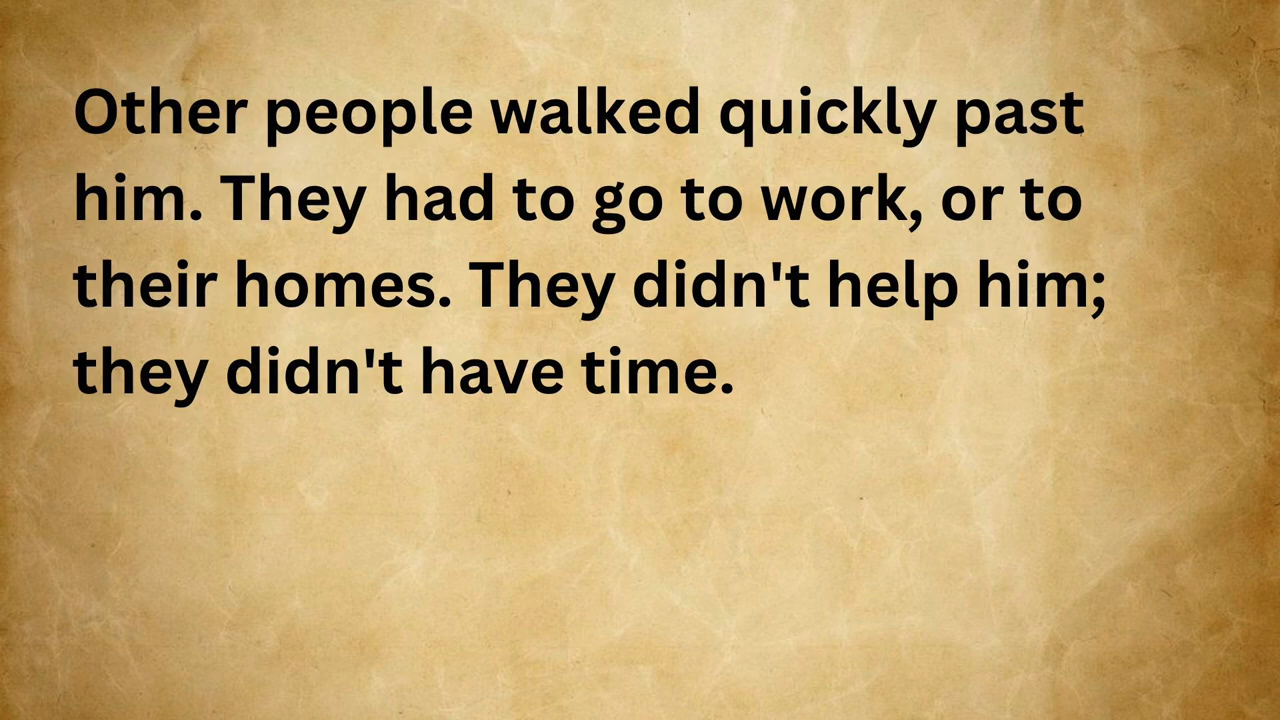 Other people walked quickly past
him. They had to go to work, or to
their homes. They didn't help him;
they didn't have time.